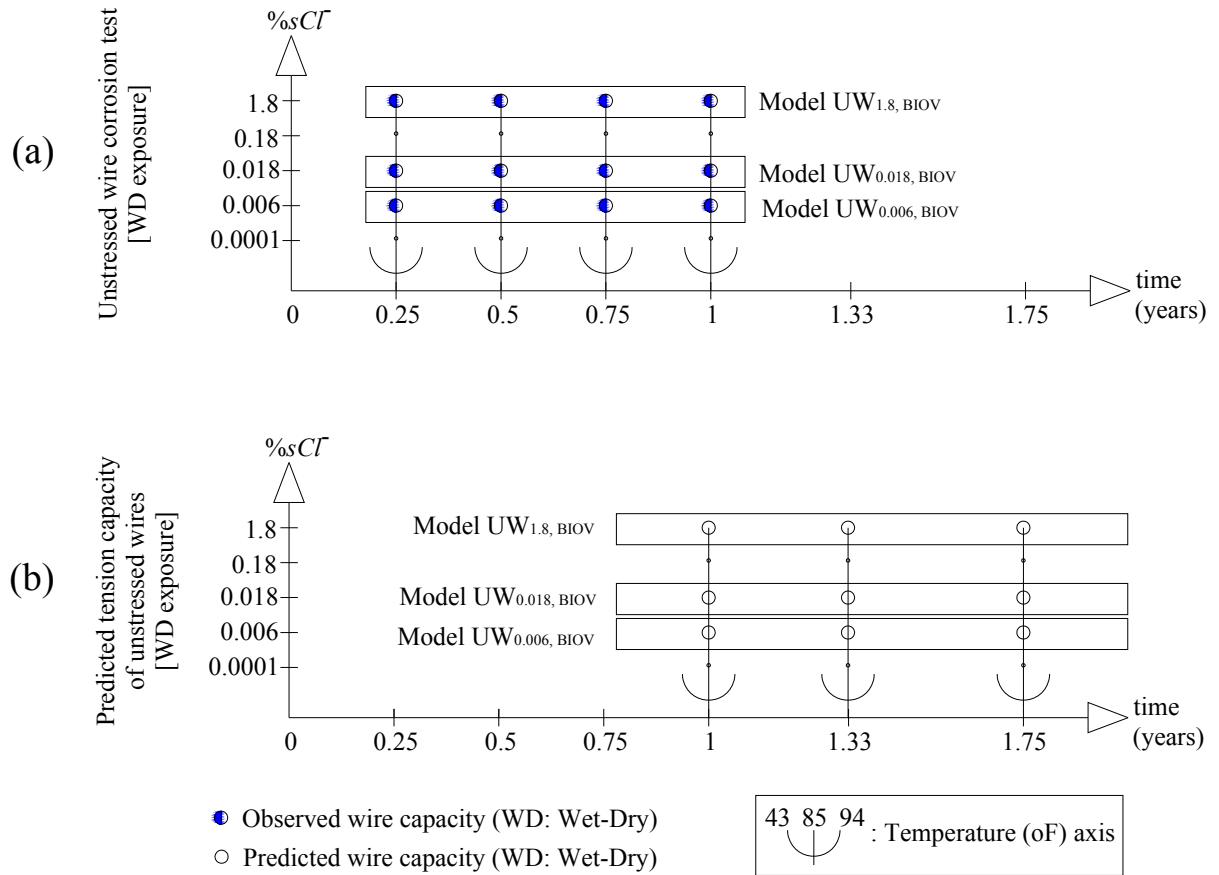 (a)
Unstressed wire corrosion test
[WD exposure]
%sCl-
1.8
0.18
0.018
0.006
0.0001
Model UW1.8, BIOV
Model UW0.018, BIOV
Model UW0.006, BIOV
0 0.25 0.5 0.75 1 1.33 1.75
time
(years)
(b)
Predicted tension capacity
of unstressed wires
[WD exposure]
%sCl-
1.8
0.18
0.018
0.006
0.0001
Model UW1.8, BIOV
Model UW0.018, BIOV
Model UW0.006, BIOV
0 0.25 0.5 0.75 1 1.33 1.75
time
(years)
Observed wire capacity (WD: Wet-Dry)
Predicted wire capacity (WD: Wet-Dry)
43 85 94
: Temperature (oF) axis